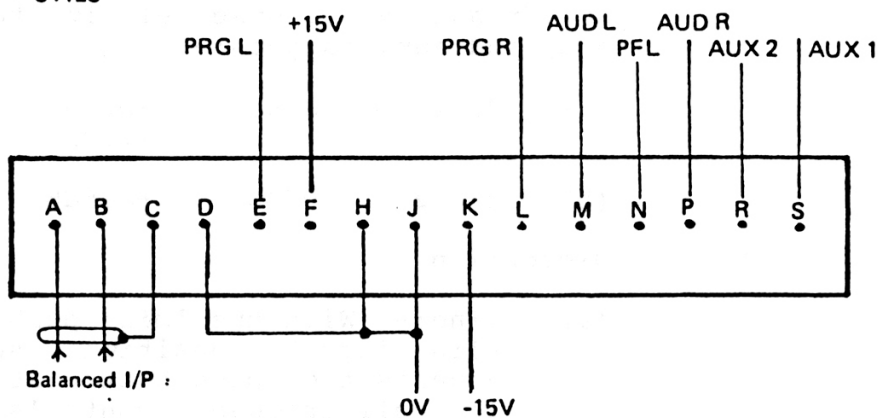 +15V AUD L AUD R
PRG L PRG R PFL AUX 2 AUX 1
A B C D E F H J K L M N P R S
Balanced I/P :
0V -15V